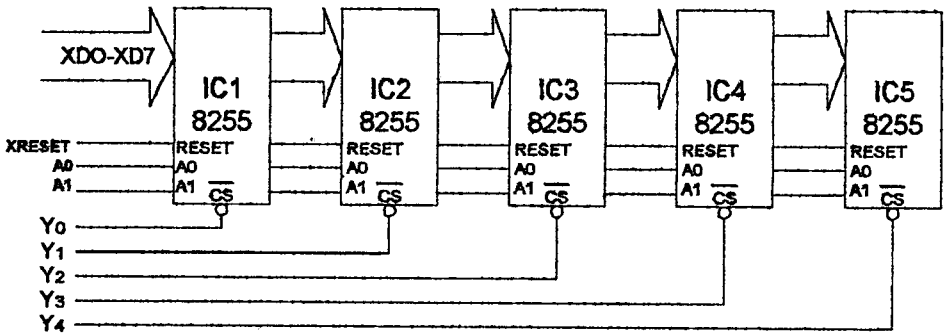 XDO-XD7
IC1
8255
IC2
8255
IC3
8255
IC4
8255
IC5
8255
XRESET
RESET
RESET
RESET
RESET
RESET
A0
A0
A0
A0
A0
A0
A1
A1
A1
A1
A1
A1
CS
CS
CS
CS
CS
Y0
Y1
Y2
Y3
Y4